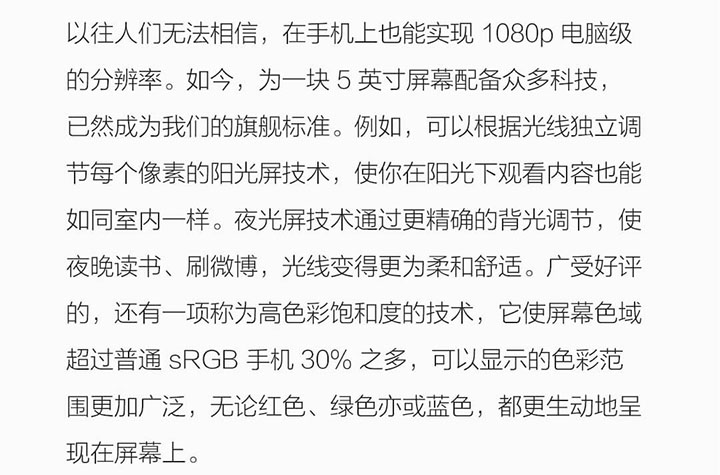 以往人们无法相信，在手机上也能实现 1080p 电脑级
的分辨率。如今，为一块 5 英寸屏幕配备众多科技，
已然成为我们的旗舰标准。例如，可以根据光线独立调
节每个像素的阳光屏技术，使你在阳光下观看内容也能
如同室内一样。夜光屏技术通过更精确的背光调节，使
夜晚读书、刷微博，光线变得更为柔和舒适。广受好评
的，还有一项称为高色彩饱和度的技术，它使屏幕色域
超过普通 sRGB 手机 30% 之多，可以显示的色彩范
围更加广泛，无论红色、绿色亦或蓝色，都更生动地呈
现在屏幕上。